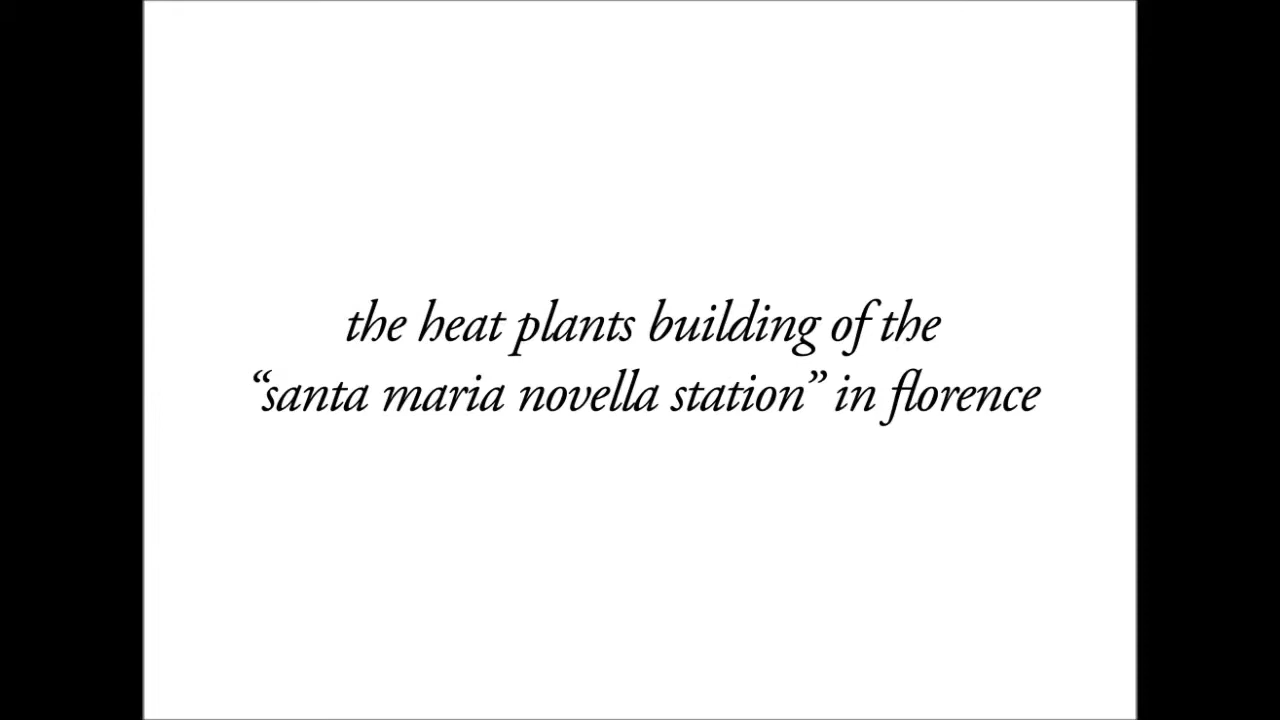 the heat plants building of the
“santa maria novella station” in florence